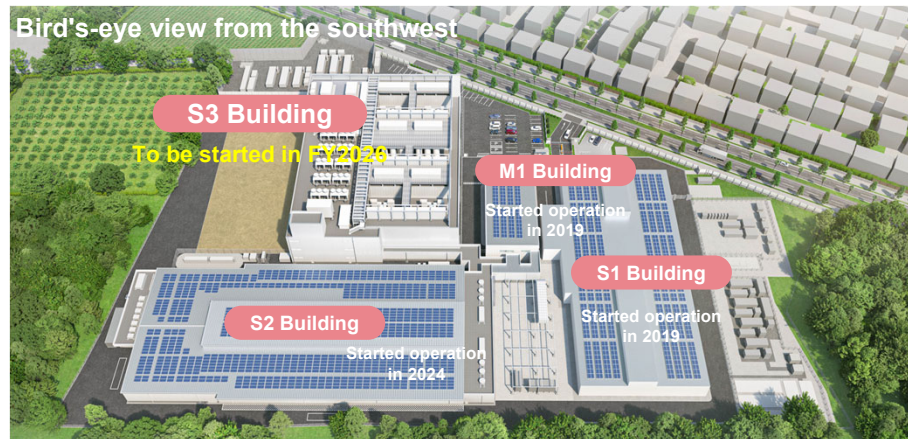 Bird's-eye view from the southwest
S3 Building
To be started in FY2026
M1 Building
Started operation
in 2019
S1 Building
Started operation
in 2019
S2 Building
Started operation
in 2024